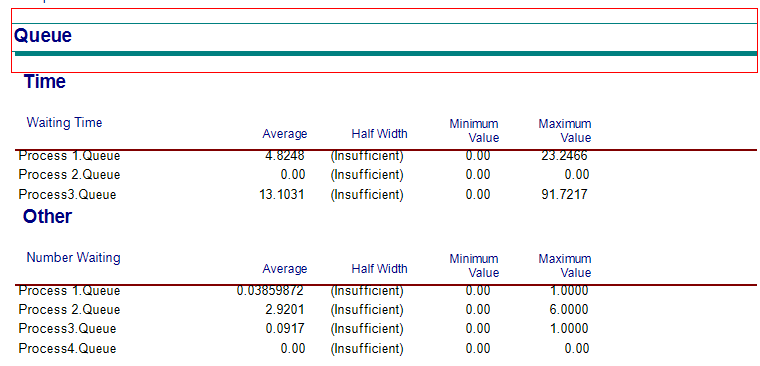 Queue
Time
Waiting Time Average Half Width Minimum Value Maximum Value
Process 1.Queue 4.8248 (Insufficient) 0.00 23.2466
Process 2.Queue 0.00 (Insufficient) 0.00 0.00
Process3.Queue 13.1031 (Insufficient) 0.00 91.7217
Other
Number Waiting Average Half Width Minimum Value Maximum Value
Process 1.Queue 0.03859872 (Insufficient) 0.00 1.0000
Process 2.Queue 2.9201 (Insufficient) 0.00 6.0000
Process3.Queue 0.0917 (Insufficient) 0.00 1.0000
Process4.Queue 0.00 (Insufficient) 0.00 0.00